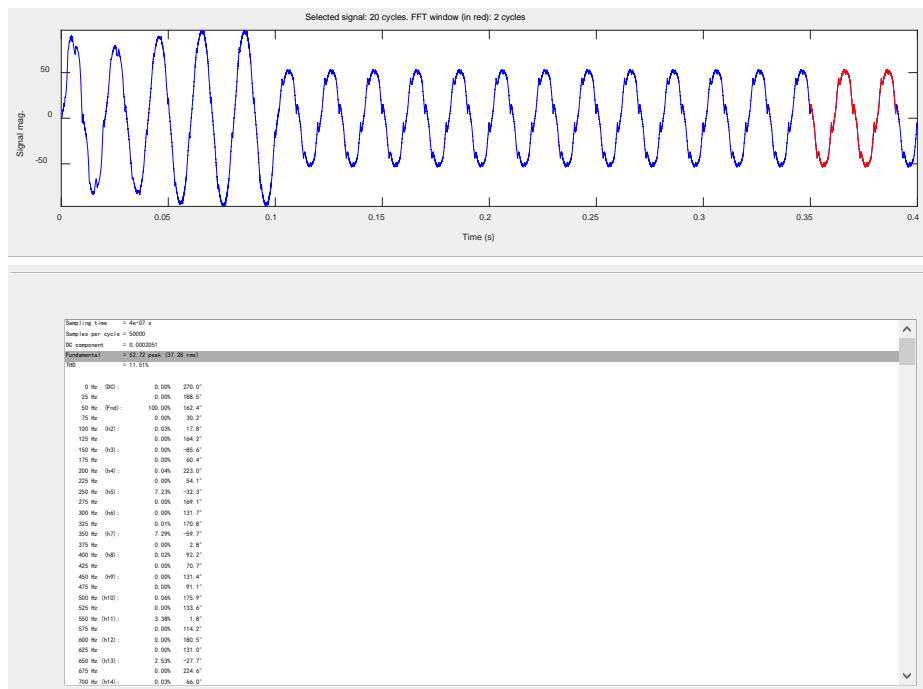 Selected signal: 20 cycles. FFT window (in red): 2 cycles
50
0
-50
Signal mag.
0 0.05 0.1 0.15 0.2 0.25 0.3 0.35 0.4
Time (s)
Sampling time = 4e-07 s
Samples per cycle = 50000
DC component = 0.0002051
Fundamental = 52.72 peak (37.28 rms)
THD = 11.51%
0 Hz (DC): 0.00% 270.0°
25 Hz 0.00% 188.5°
50 Hz (Fnd): 100.00% 162.4°
75 Hz 0.00% 30.2°
100 Hz (h2): 0.03% 17.8°
125 Hz 0.00% 164.2°
150 Hz (h3): 0.00% -85.6°
175 Hz 0.00% 60.4°
200 Hz (h4): 0.04% 223.0°
225 Hz 0.00% 54.1°
250 Hz (h5): 7.23% -32.3°
275 Hz 0.00% 169.1°
300 Hz (h6): 0.00% 131.7°
325 Hz 0.01% 170.8°
350 Hz (h7): 7.29% -59.7°
375 Hz 0.00% 2.8°
400 Hz (h8): 0.02% 92.2°
425 Hz 0.00% 70.7°
450 Hz (h9): 0.00% 131.4°
475 Hz 0.00% 91.1°
500 Hz (h10): 0.06% 175.9°
525 Hz 0.00% 133.6°
550 Hz (h11): 3.38% 1.8°
575 Hz 0.00% 114.2°
600 Hz (h12): 0.00% 180.5°
625 Hz 0.00% 131.0°
650 Hz (h13): 2.53% -27.7°
675 Hz 0.00% 224.6°
700 Hz (h14): 0.03% 66.0°